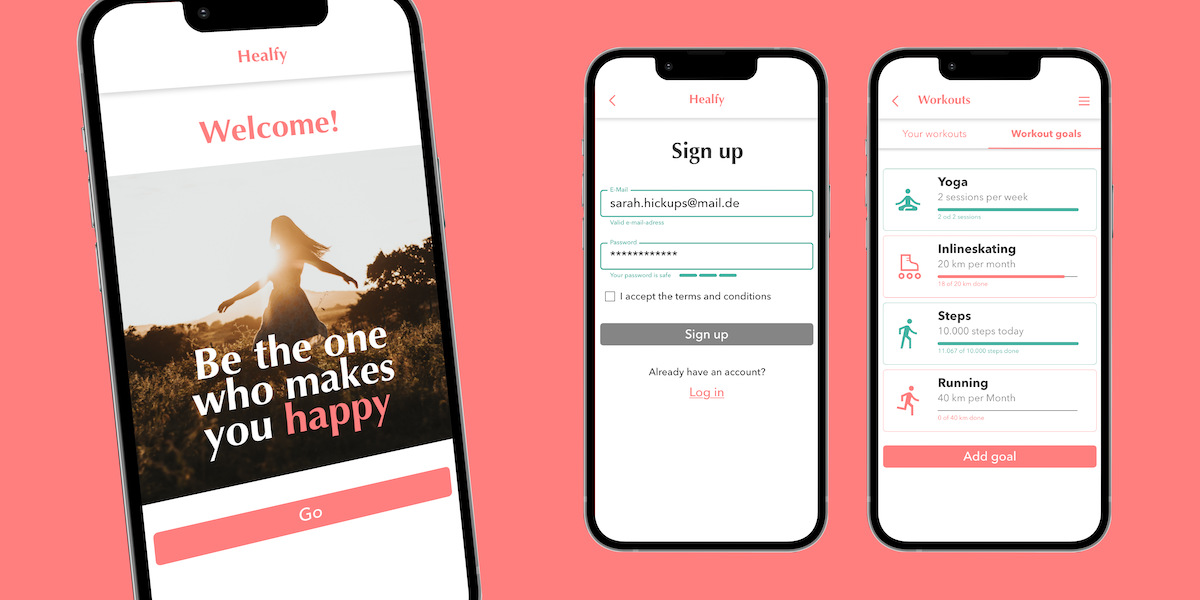 Healfy
Welcome!
Be the one
who makes
you happy
Go
Healfy
Sign up
E-Mail
sarah.hickups@mail.de
Valid e-mail-adress
Password
************
Your password is safe
I accept the terms and conditions
Sign up
Already have an account?
Log in
Workouts
Your workouts
Workout goals
Yoga
2 sessions per week
2 od 2 sessions
Inlineskating
20 km per month
18 of 20 km done
Steps
10.000 steps today
11.067 of 10.000 steps done
Running
40 km per Month
0 of 40 km done
Add goal